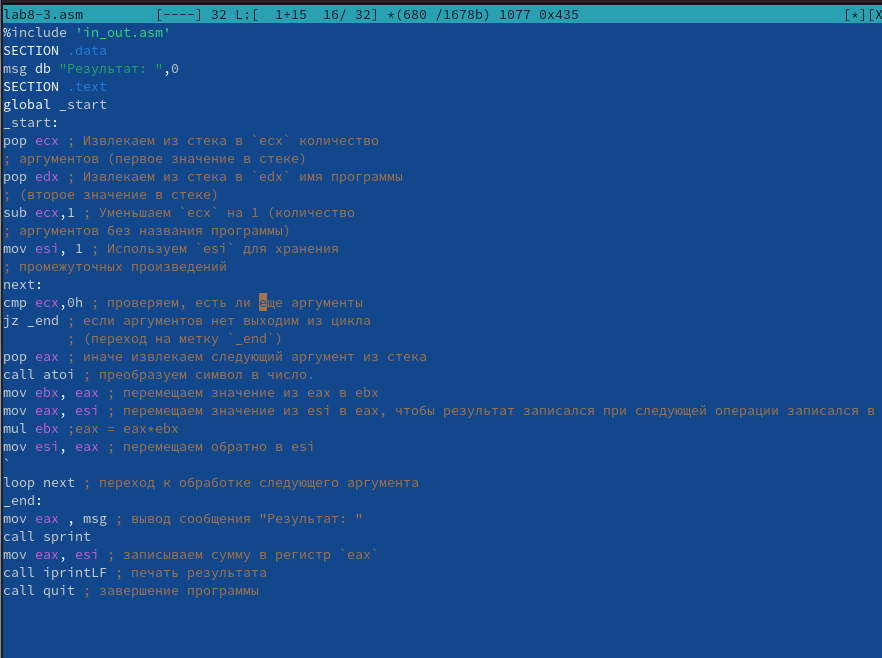 lab8-3.asm [----] 32 L:[ 1+15 16/ 32] *(680 /1678b) 1077 0x435 [*][X
%include 'in_out.asm'
SECTION .data
msg db "Результат: ",0
SECTION .text
global _start
_start:
pop ecx ; Извлекаем из стека в `ecx` количество
; аргументов (первое значение в стеке)
pop edx ; Извлекаем из стека в `edx` имя программы
; (второе значение в стеке)
sub ecx,1 ; Уменьшаем `ecx` на 1 (количество
; аргументов без названия программы)
mov esi, 1 ; Используем `esi` для хранения
; промежуточных произведений
next:
cmp ecx,0h ; проверяем, есть ли еще аргументы
jz _end ; если аргументов нет выходим из цикла
; (переход на метку `_end`)
pop eax ; иначе извлекаем следующий аргумент из стека
call atoi ; преобразуем символ в число.
mov ebx, eax ; перемещаем значение из eax в ebx
mov eax, esi ; перемещаем значение из esi в eax, чтобы результат записался при следующей операции записался в
mul ebx ;eax = eax*ebx
mov esi, eax ; перемещаем обратно в esi
`
loop next ; переход к обработке следующего аргумента
_end:
mov eax , msg ; вывод сообщения "Результат: "
call sprint
mov eax, esi ; записываем сумму в регистр `eax`
call iprintLF ; печать результата
call quit ; завершение программы